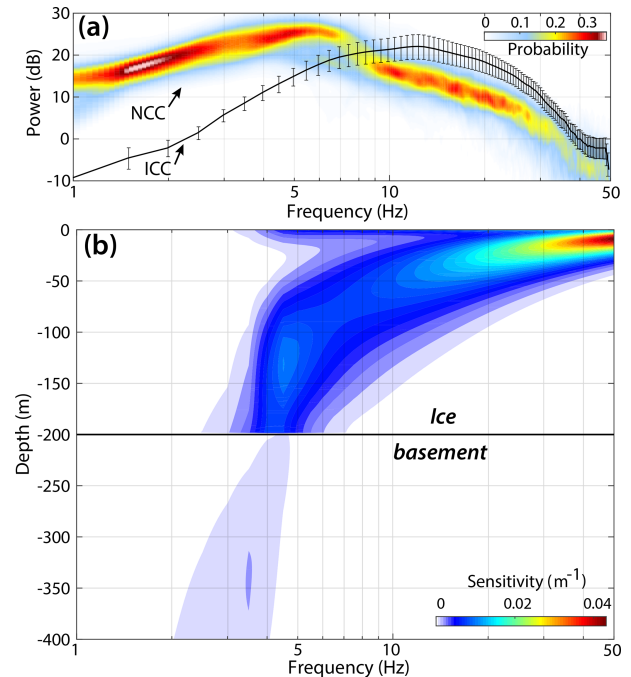 (a)
Power (dB)
30
20
10
0
-10
0 0.1 0.2 0.3
Probability
NCC
ICC
1 5 10 50
Frequency (Hz)
(b)
Depth (m)
0
-50
-100
-150
-200
-250
-300
-350
-400
Ice
basement
Sensitivity (m⁻¹)
0 0.02 0.04
1 5 10 50
Frequency (Hz)